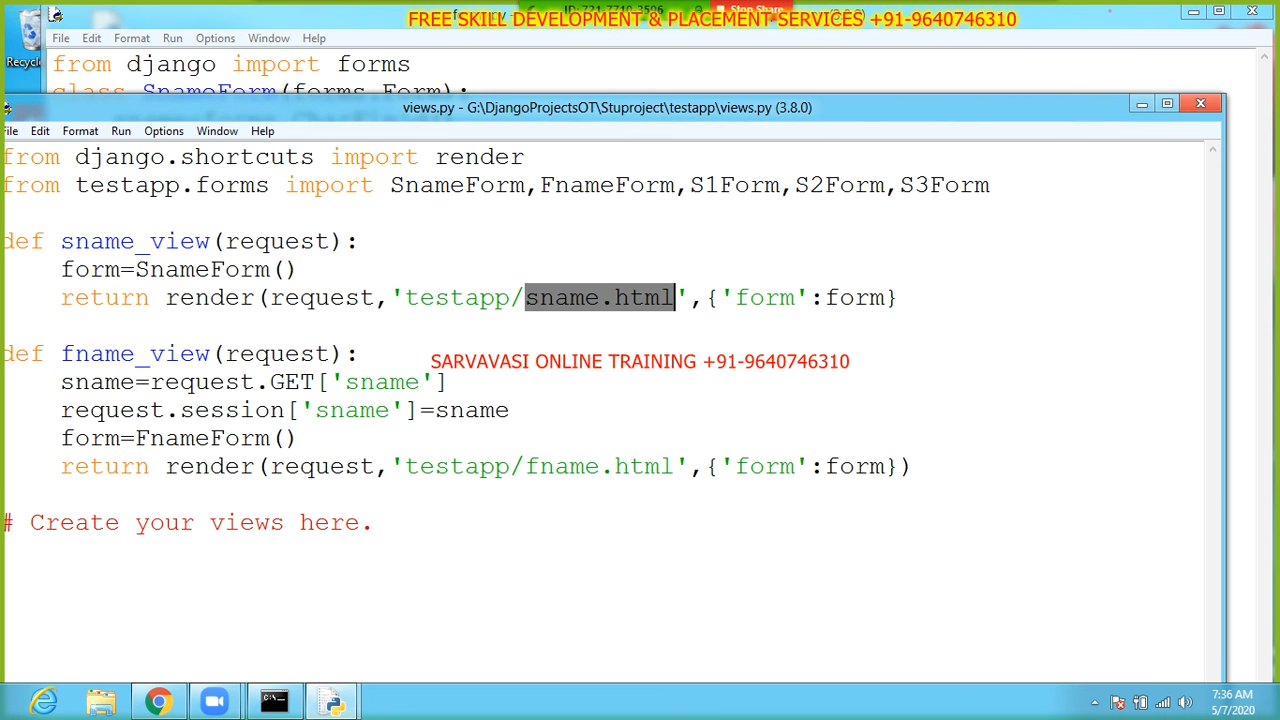 FREE SKILL DEVELOPMENT & PLACEMENT SERVICES +91-9640746310
File Edit Format Run Options Window Help
Recycl
from django import forms
class SnameForm(forms.Form):
views.py - G:\DjangoProjectsOT\Stuproject\testapp\views.py (3.8.0)
File Edit Format Run Options Window Help
from django.shortcuts import render
from testapp.forms import SnameForm,FnameForm,S1Form,S2Form,S3Form
def sname_view(request):
form=SnameForm()
return render(request,'testapp/sname.html',{'form':form}
def fname_view(request):
SARVAVASI ONLINE TRAINING +91-9640746310
sname=request.GET['sname']
request.session['sname']=sname
form=FnameForm()
return render(request,'testapp/fname.html',{'form':form})
# Create your views here.
7:36 AM
5/7/2020